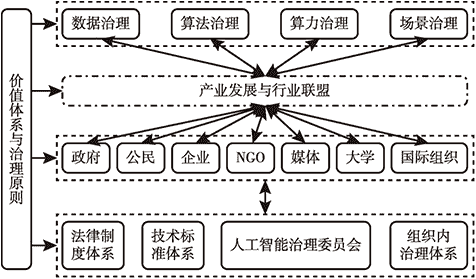 价值体系与治理原则
数据治理
算法治理
算力治理
场景治理
产业发展与行业联盟
政府
公民
企业
NGO
媒体
大学
国际组织
法律制
度体系
技术标
准体系
人工智能治理委员会
组织内
治理体系